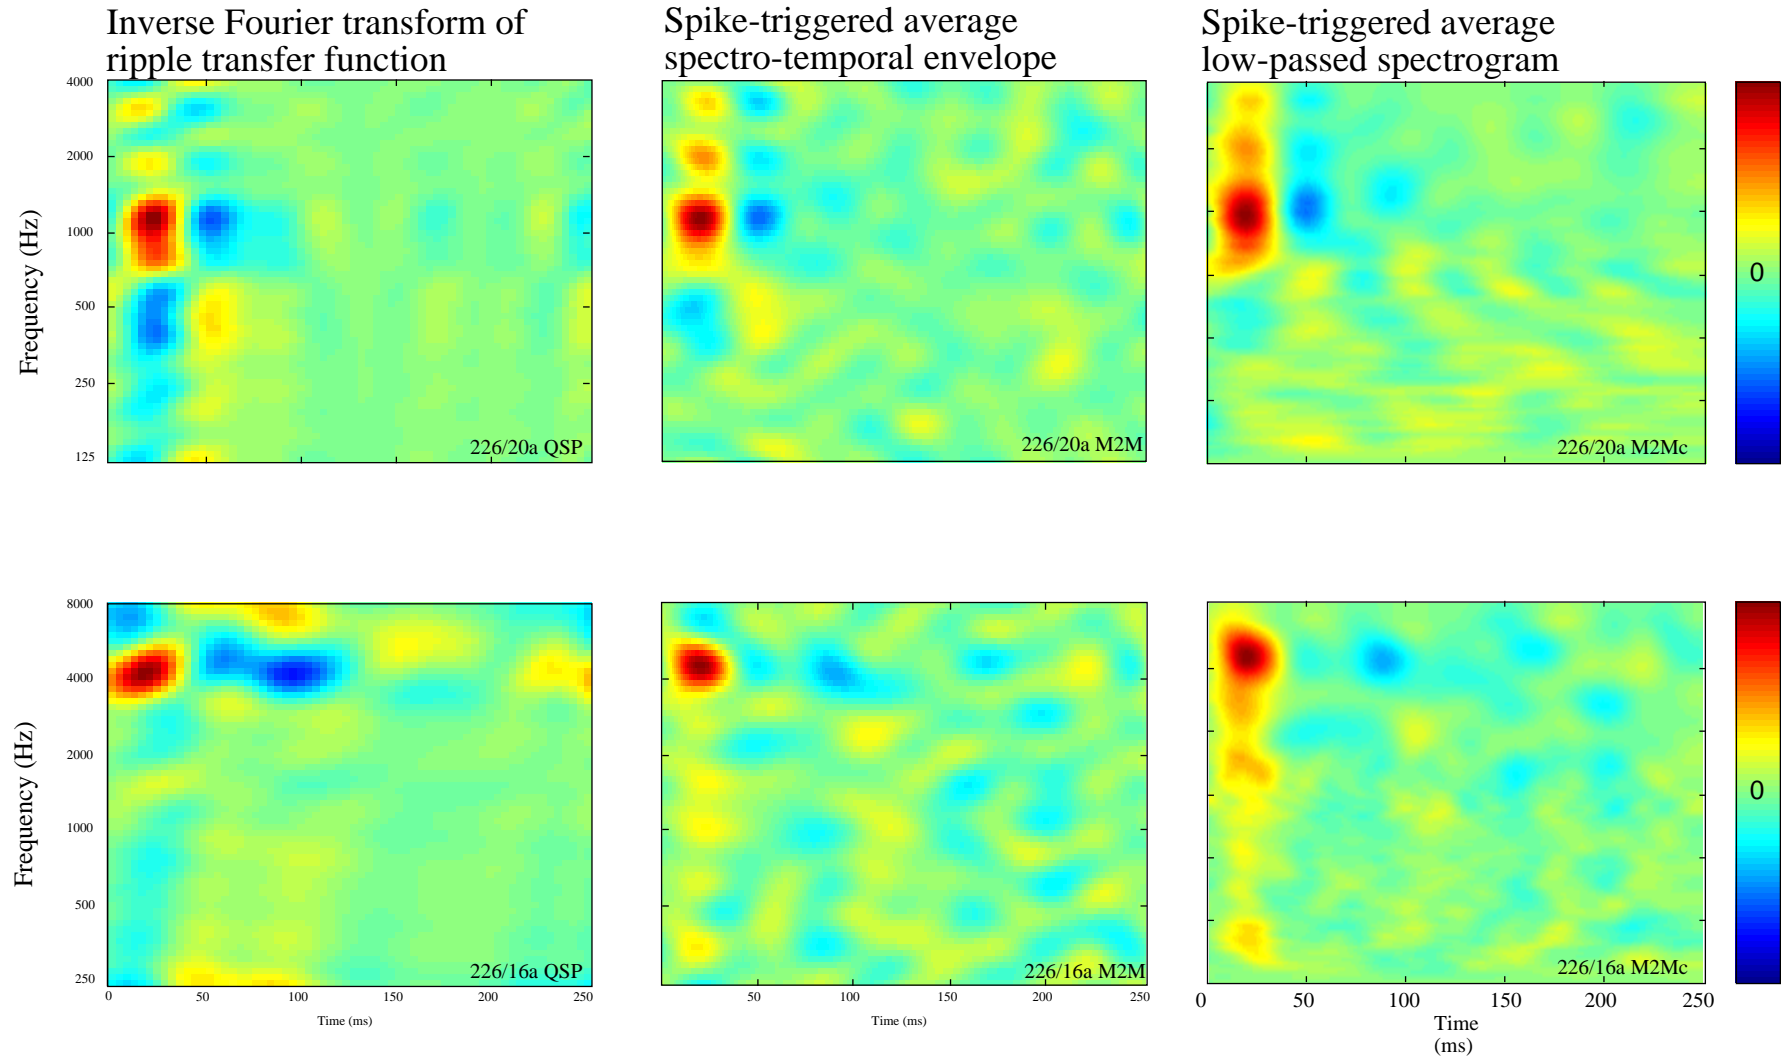 Inverse Fourier transform of
ripple transfer function
Spike-triggered average
spectro-temporal envelope
Spike-triggered average
low-passed spectrogram
Frequency (Hz)
4000
2000
1000
500
250
125
226/20a QSP
226/20a M2M
226/20a M2Mc
0
Frequency (Hz)
8000
4000
2000
1000
500
250
226/16a QSP
226/16a M2M
226/16a M2Mc
0
0 50 100 150 200 250
Time (ms)
50 100 150 200 250
Time (ms)
0 50 100 150 200 250
Time
(ms)